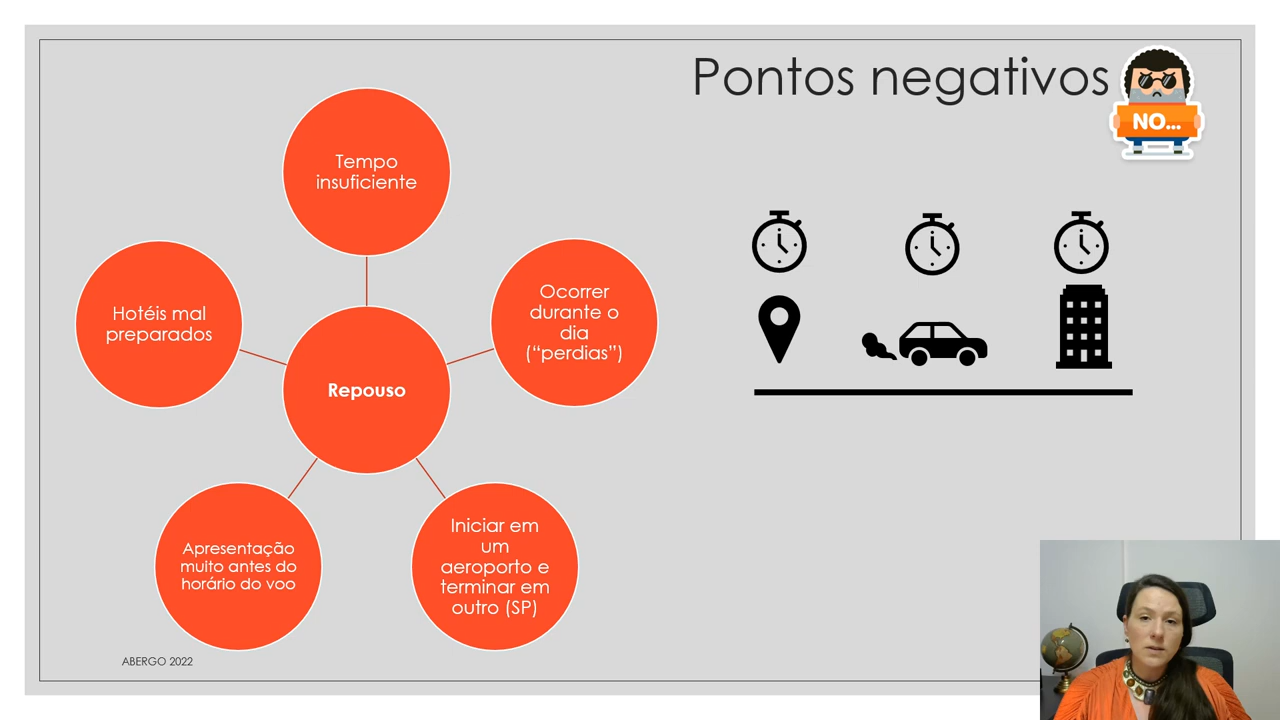 Pontos negativos
NO...
Tempo
insuficiente
Hotéis mal
preparados
Ocorrer
durante o
dia
(“perdias”)
Repouso
Apresentação
muito antes do
horário do voo
Iniciar em
um
aeroporto e
terminar em
outro (SP)
ABERGO 2022